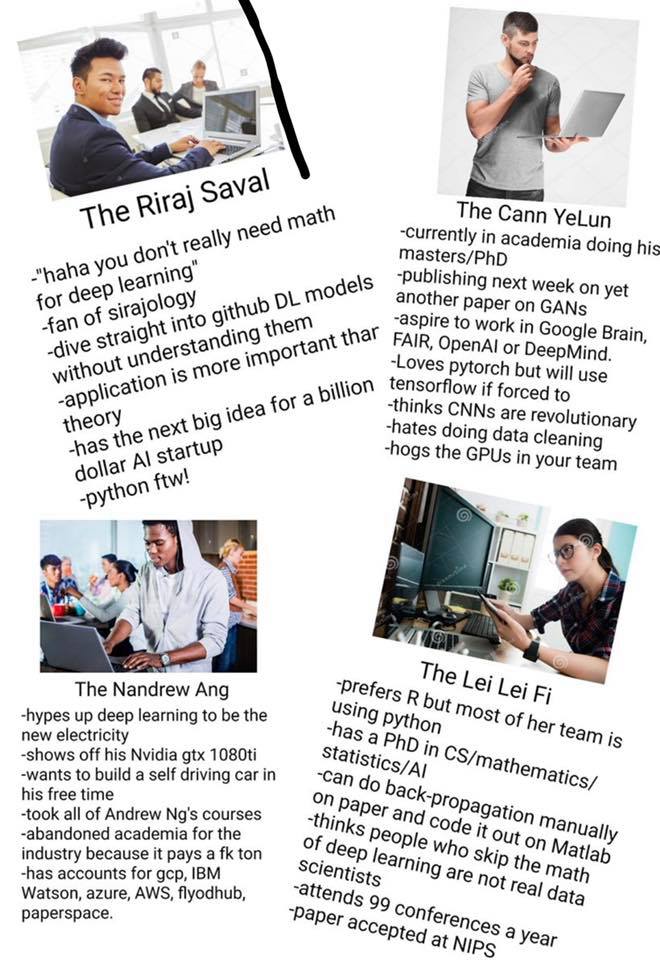 The Riraj Saval
-"haha you don't really need math
for deep learning"
-fan of sirajology
-dive straight into github DL models
without understanding them
-application is more important thar
theory
-has the next big idea for a billion
dollar AI startup
-python ftw!
The Cann YeLun
-currently in academia doing his
masters/PhD
-publishing next week on yet
another paper on GANs
-aspire to work in Google Brain,
FAIR, OpenAI or DeepMind.
-Loves pytorch but will use
tensorflow if forced to
-thinks CNNs are revolutionary
-hates doing data cleaning
-hogs the GPUs in your team
The Nandrew Ang
-hypes up deep learning to be the
new electricity
-shows off his Nvidia gtx 1080ti
-wants to build a self driving car in
his free time
-took all of Andrew Ng's courses
-abandoned academia for the
industry because it pays a fk ton
-has accounts for gcp, IBM
Watson, azure, AWS, flyodhub,
paperspace.
The Lei Lei Fi
-prefers R but most of her team is
using python
-has a PhD in CS/mathematics/
statistics/AI
-can do back-propagation manually
on paper and code it out on Matlab
-thinks people who skip the math
of deep learning are not real data
scientists
-attends 99 conferences a year
-paper accepted at NIPS